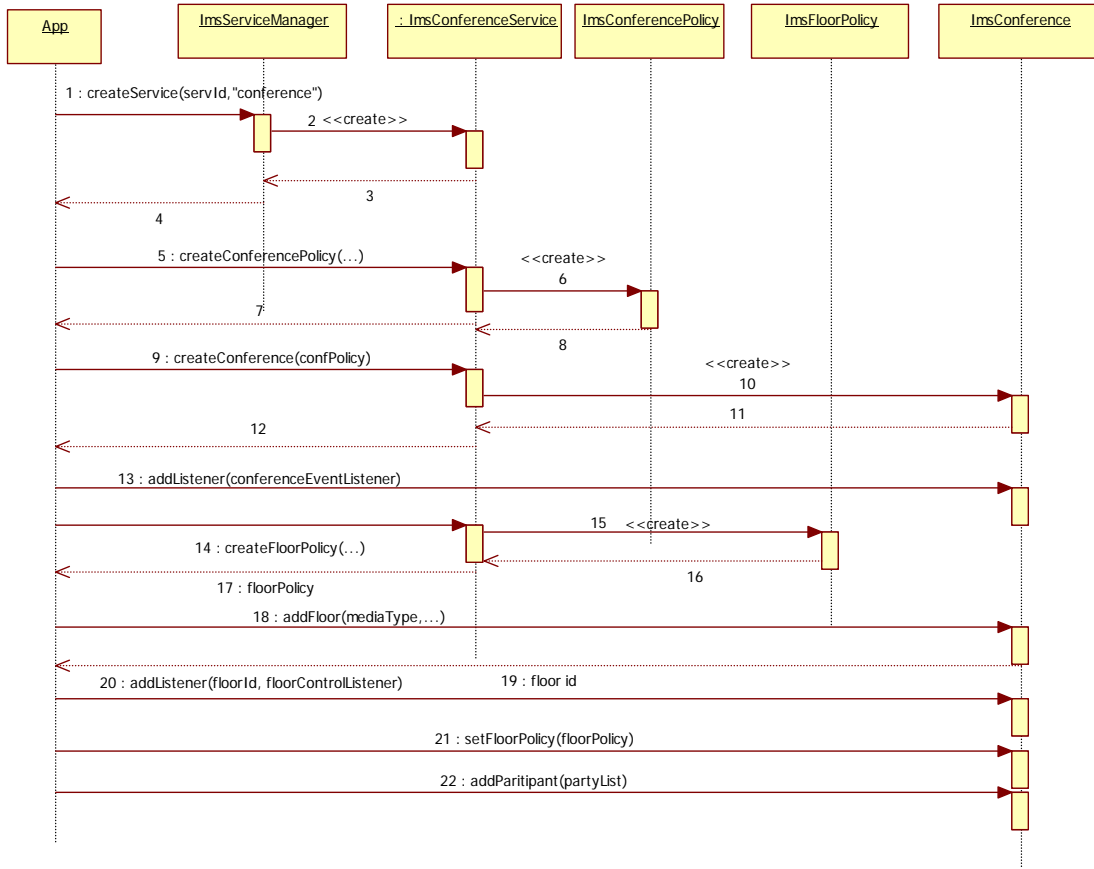 App
ImsServiceManager
: ImsConferenceService
ImsConferencePolicy
ImsFloorPolicy
ImsConference
1 : createService(servId,"conference")
2 <<create>>
3
4
5 : createConferencePolicy(...)
<<create>>
6
7
8
9 : createConference(confPolicy)
<<create>>
10
11
12
13 : addListener(conferenceEventListener)
15 <<create>>
14 : createFloorPolicy(...)
16
17 : floorPolicy
18 : addFloor(mediaType,...)
19 : floor id
20 : addListener(floorId, floorControlListener)
21 : setFloorPolicy(floorPolicy)
22 : addParitipant(partyList)